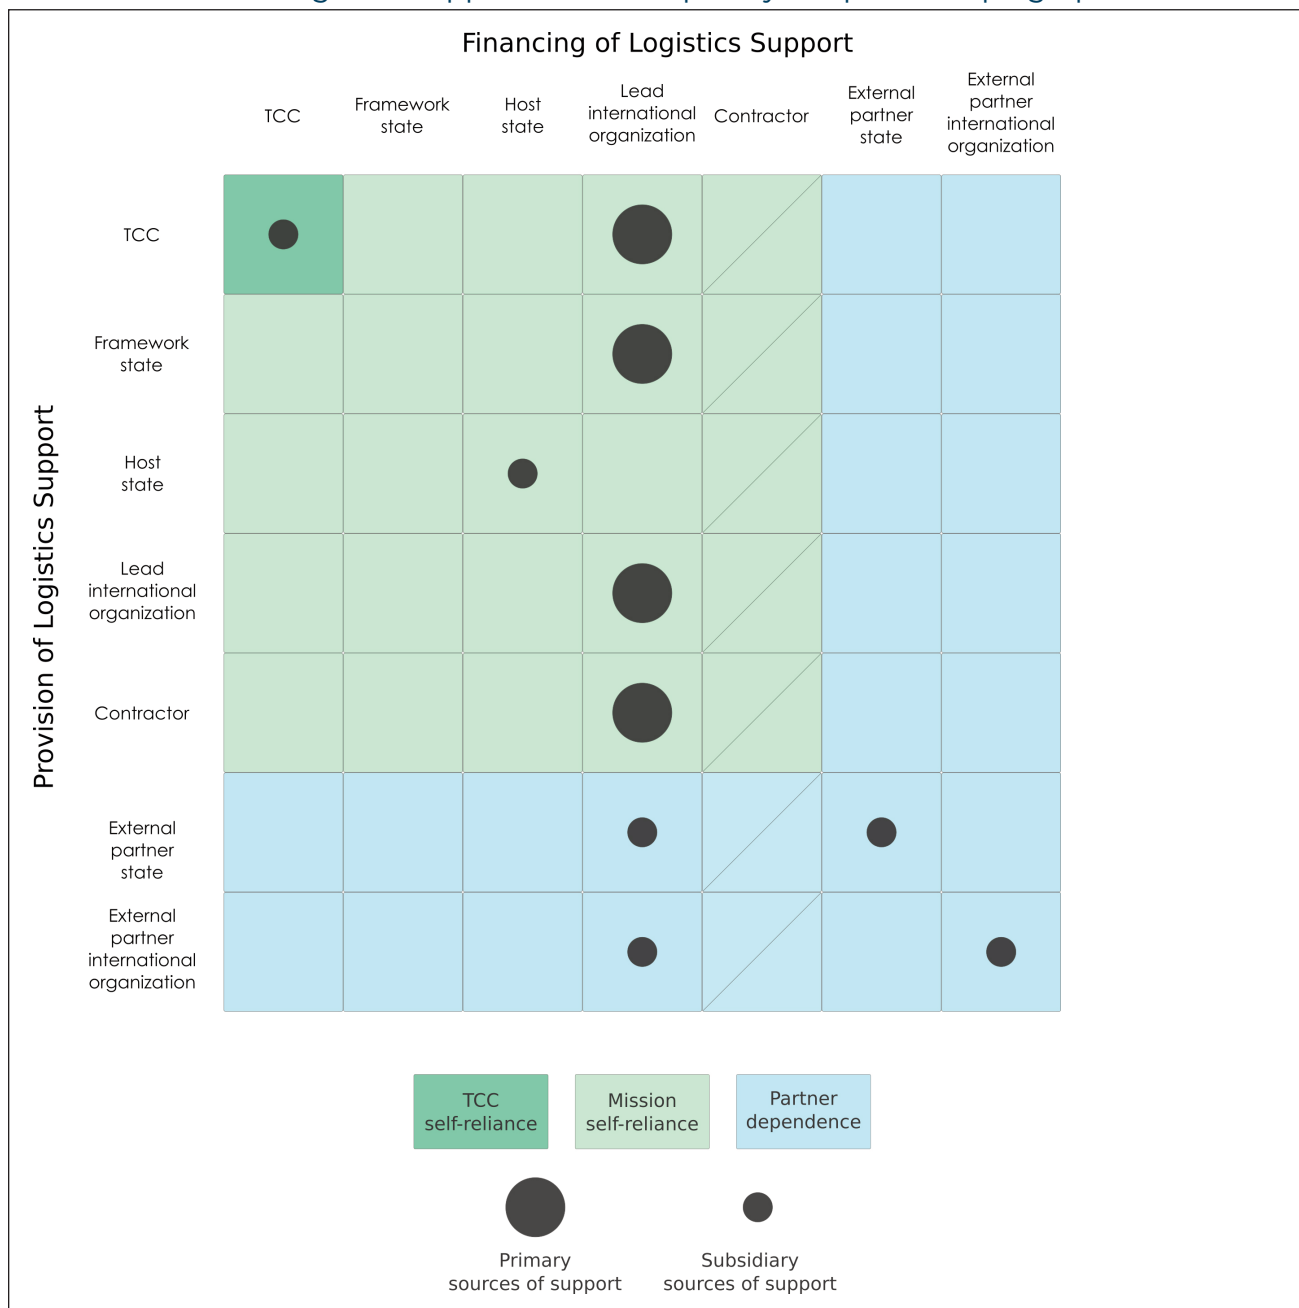 Financing of Logistics Support
TCC
Framework
state
Host
state
Lead
international
organization
Contractor
External
partner
state
External
partner
international
organization
Provision of Logistics Support
TCC
Framework
state
Host
state
Lead
international
organization
Contractor
External
partner
state
External
partner
international
organization
TCC
self-reliance
Mission
self-reliance
Partner
dependence
Primary
sources of support
Subsidiary
sources of support